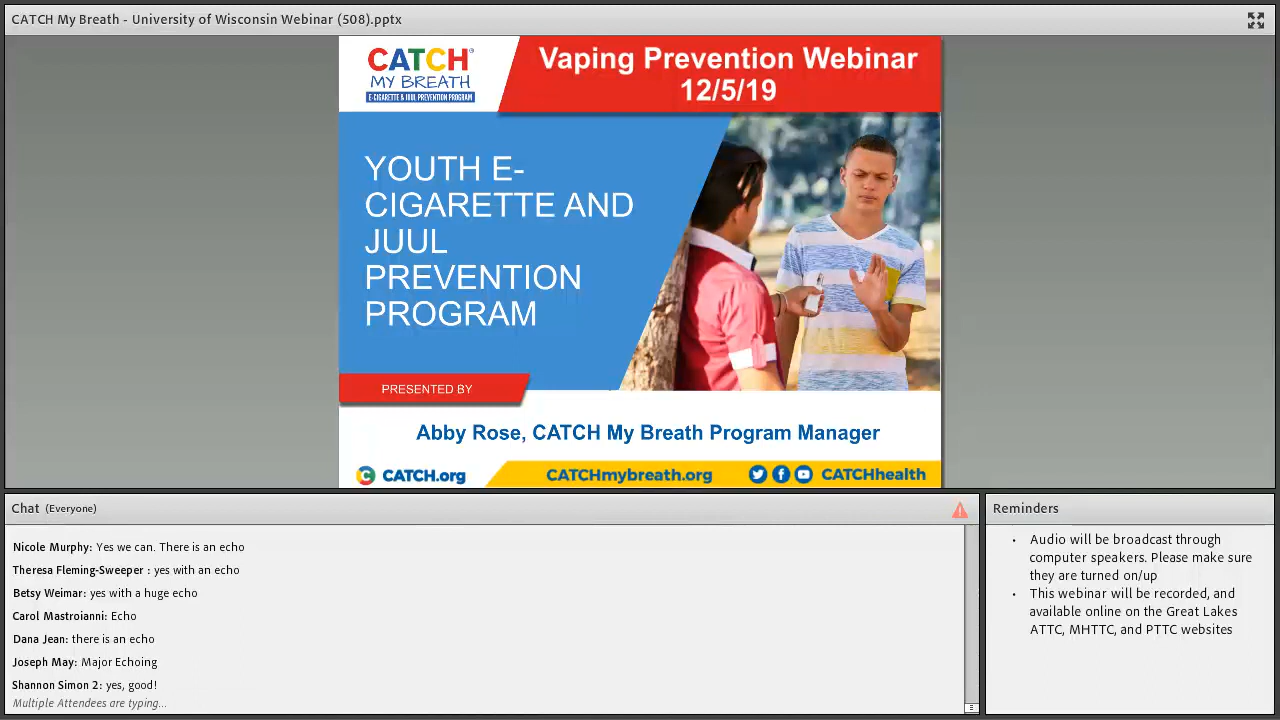 CATCH My Breath - University of Wisconsin Webinar (508).pptx
CATCH®
MY BREATH
E-CIGARETTE & JUUL PREVENTION PROGRAM
Vaping Prevention Webinar
12/5/19
YOUTH E-
CIGARETTE AND
JUUL
PREVENTION
PROGRAM
PRESENTED BY
Abby Rose, CATCH My Breath Program Manager
CATCH.org
CATCHmybreath.org
CATCHhealth
Chat (Everyone)
Nicole Murphy: Yes we can. There is an echo
Theresa Fleming-Sweeper : yes with an echo
Betsy Weimar: yes with a huge echo
Carol Mastroianni: Echo
Dana Jean: there is an echo
Joseph May: Major Echoing
Shannon Simon 2: yes, good!
Multiple Attendees are typing...
Reminders
• Audio will be broadcast through
computer speakers. Please make sure
they are turned on/up
• This webinar will be recorded, and
available online on the Great Lakes
ATTC, MHTTC, and PTTC websites